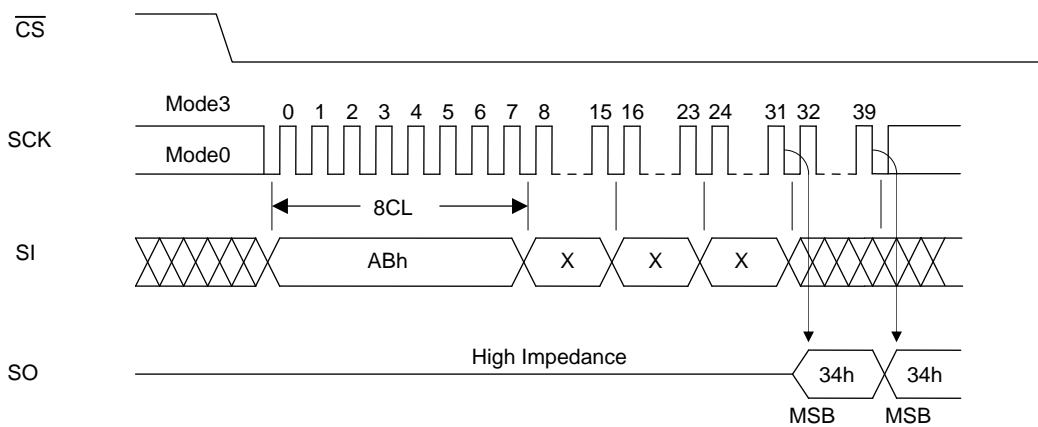 CS
Mode3
0 1 2 3 4 5 6 7 8 15 16 23 24 31 32 39
SCK
Mode0
8CL
SI
ABh X X X
High Impedance
SO
34h 34h
MSB MSB